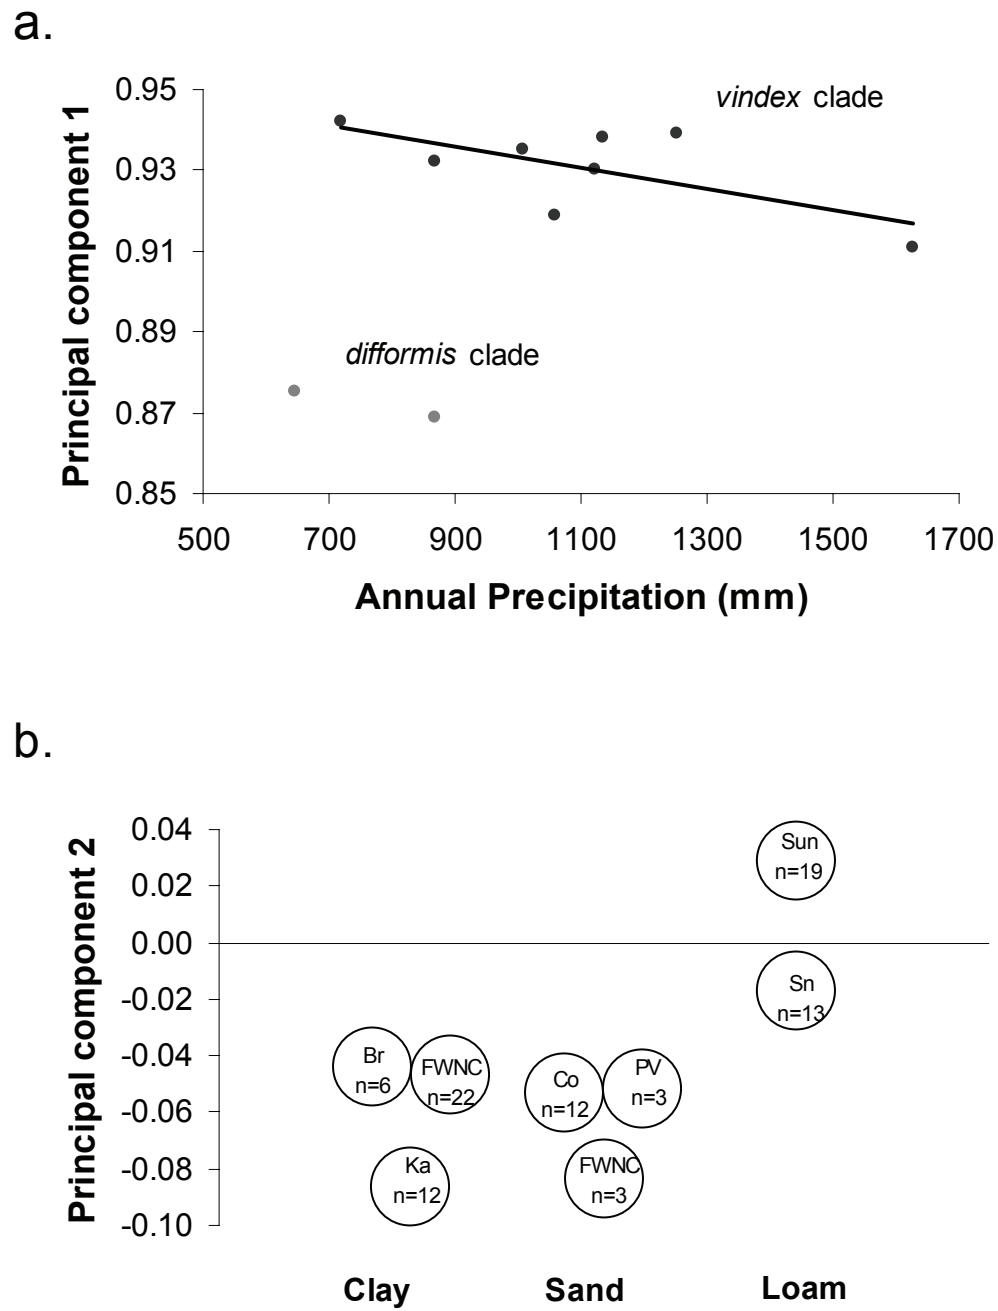 a.
Principal component 1
0.95
0.93
0.91
0.89
0.87
0.85
vindex clade
difformis clade
500 700 900 1100 1300 1500 1700
Annual Precipitation (mm)
b.
Principal component 2
0.04
0.02
0.00
-0.02
-0.04
-0.06
-0.08
-0.10
Sun
n=19
Sn
n=13
Br
n=6
FWNC
n=22
Ka
n=12
Co
n=12
PV
n=3
FWNC
n=3
Clay Sand Loam